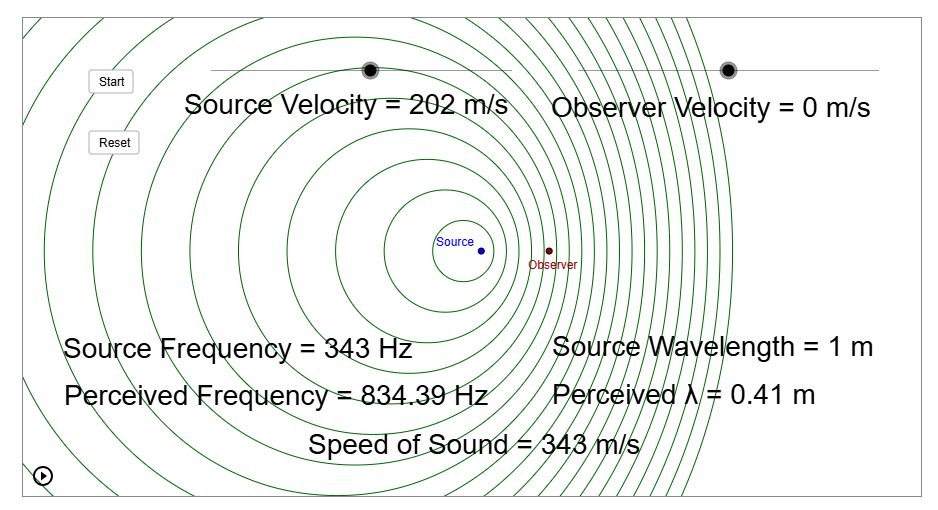 Start
Source Velocity = 202 m/s
Observer Velocity = 0 m/s
Reset
Source
Observer
Source Frequency = 343 Hz
Source Wavelength = 1 m
Perceived Frequency = 834.39 Hz
Perceived λ = 0.41 m
Speed of Sound = 343 m/s